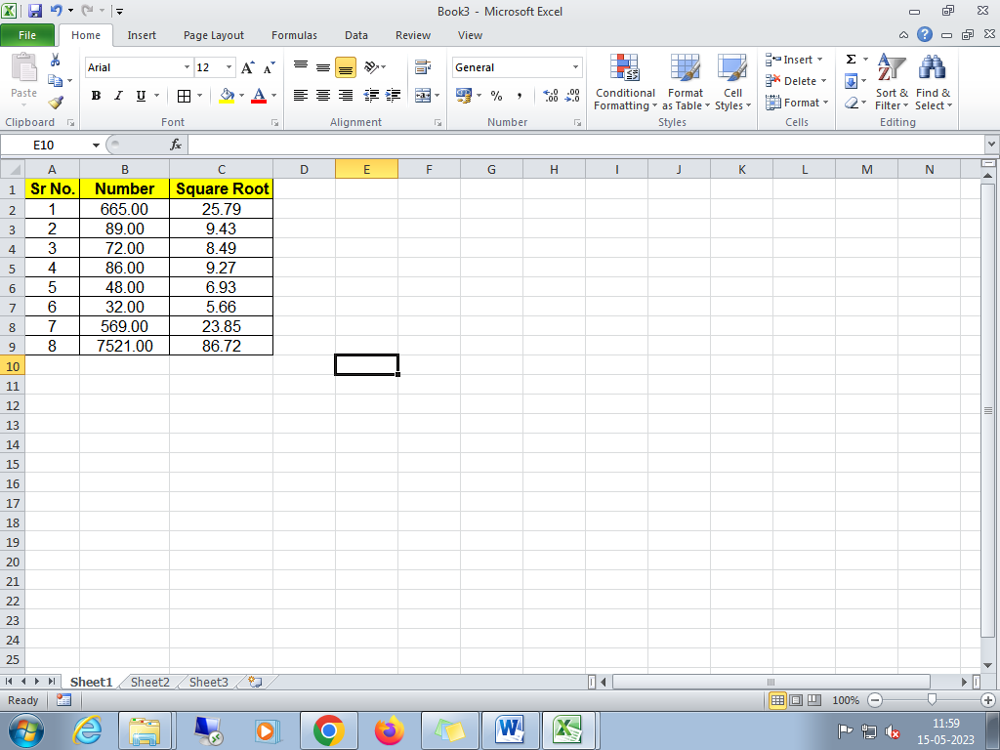 Book3 - Microsoft Excel
File Home Insert Page Layout Formulas Data Review View
Paste
Clipboard
Arial 12
B I U
A A
A
Font
Alignment
General
% , .0 .00 .00 .0
Number
Conditional Formatting
Format as Table
Cell Styles
Styles
Insert
Delete
Format
Cells
Σ
Sort & Filter
Find & Select
Editing
E10 fx
A B C D E F G H I J K L M N
1 Sr No. Number Square Root
2 1 665.00 25.79
3 2 89.00 9.43
4 3 72.00 8.49
5 4 86.00 9.27
6 5 48.00 6.93
7 6 32.00 5.66
8 7 569.00 23.85
9 8 7521.00 86.72
10
11
12
13
14
15
16
17
18
19
20
21
22
23
24
25
Sheet1 Sheet2 Sheet3
Ready 100%
11:59
15-05-2023